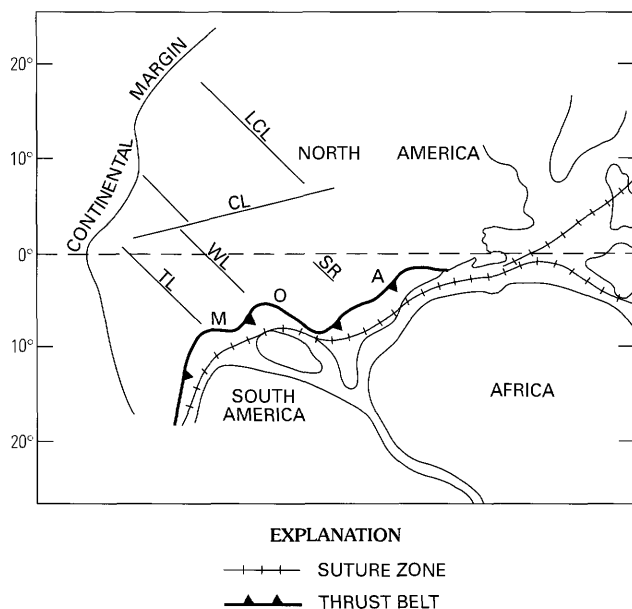 20°
MARGIN
LCL
10°
NORTH AMERICA
CONTINENTAL
CL
0°
WL
SR
TL
A
O
M
10°
SOUTH
AMERICA
AFRICA
20°
EXPLANATION
SUTURE ZONE
THRUST BELT